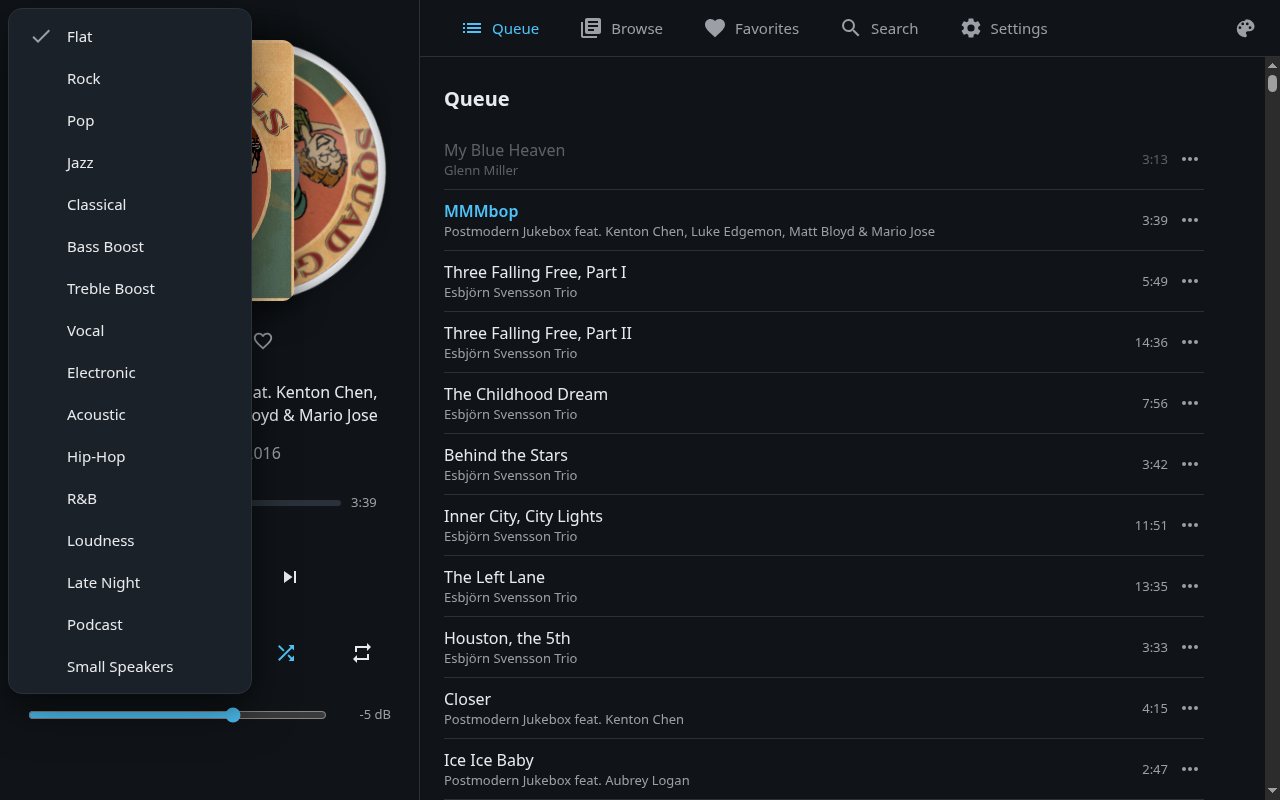 Flat
Rock
Pop
Jazz
Classical
Bass Boost
Treble Boost
Vocal
Electronic
Acoustic
Hip-Hop
R&B
Loudness
Late Night
Podcast
Small Speakers
SQUAD G
at. Kenton Chen,
oyd & Mario Jose
016
3:39
-5 dB
Queue
Browse
Favorites
Search
Settings
Queue
My Blue Heaven
Glenn Miller
3:13
MMMbop
Postmodern Jukebox feat. Kenton Chen, Luke Edgemon, Matt Bloyd & Mario Jose
3:39
Three Falling Free, Part I
Esbjörn Svensson Trio
5:49
Three Falling Free, Part II
Esbjörn Svensson Trio
14:36
The Childhood Dream
Esbjörn Svensson Trio
7:56
Behind the Stars
Esbjörn Svensson Trio
3:42
Inner City, City Lights
Esbjörn Svensson Trio
11:51
The Left Lane
Esbjörn Svensson Trio
13:35
Houston, the 5th
Esbjörn Svensson Trio
3:33
Closer
Postmodern Jukebox feat. Kenton Chen
4:15
Ice Ice Baby
Postmodern Jukebox feat. Aubrey Logan
2:47